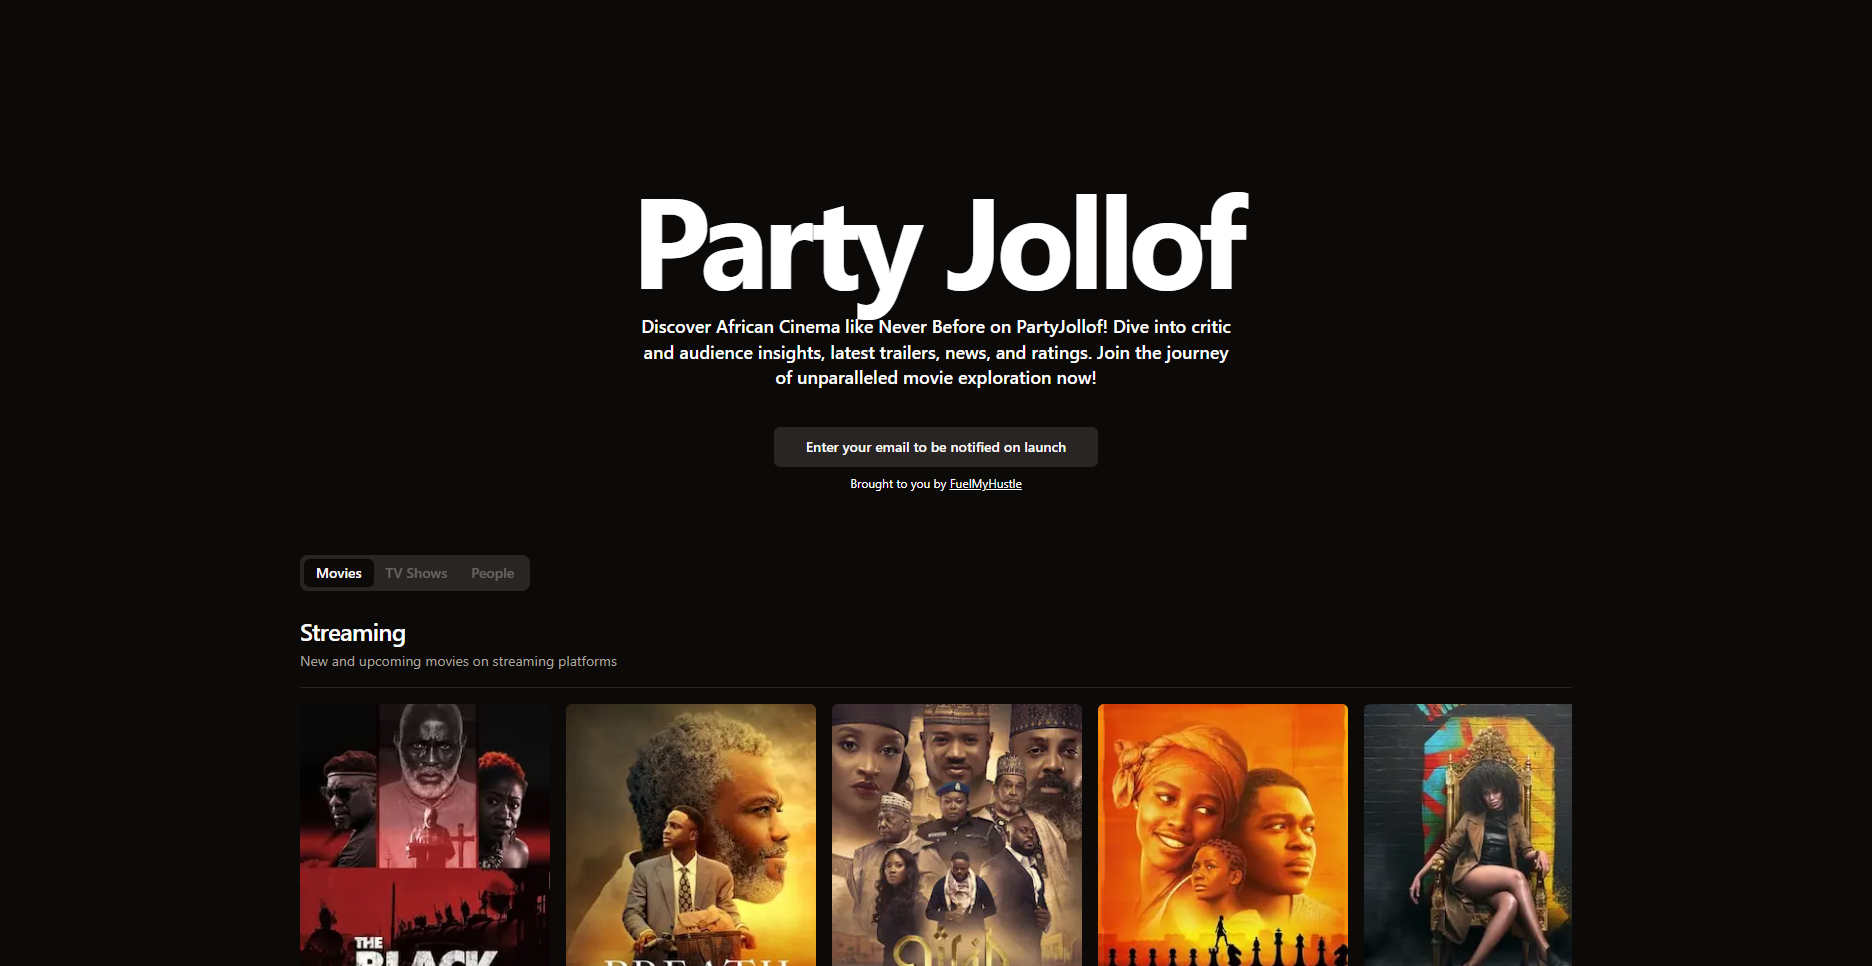 Party Jollof
Discover African Cinema like Never Before on PartyJollof! Dive into critic
and audience insights, latest trailers, news, and ratings. Join the journey
of unparalleled movie exploration now!
Enter your email to be notified on launch
Brought to you by FuelMyHustle
Movies TV Shows People
Streaming
New and upcoming movies on streaming platforms
THE
BLACK
BREATH